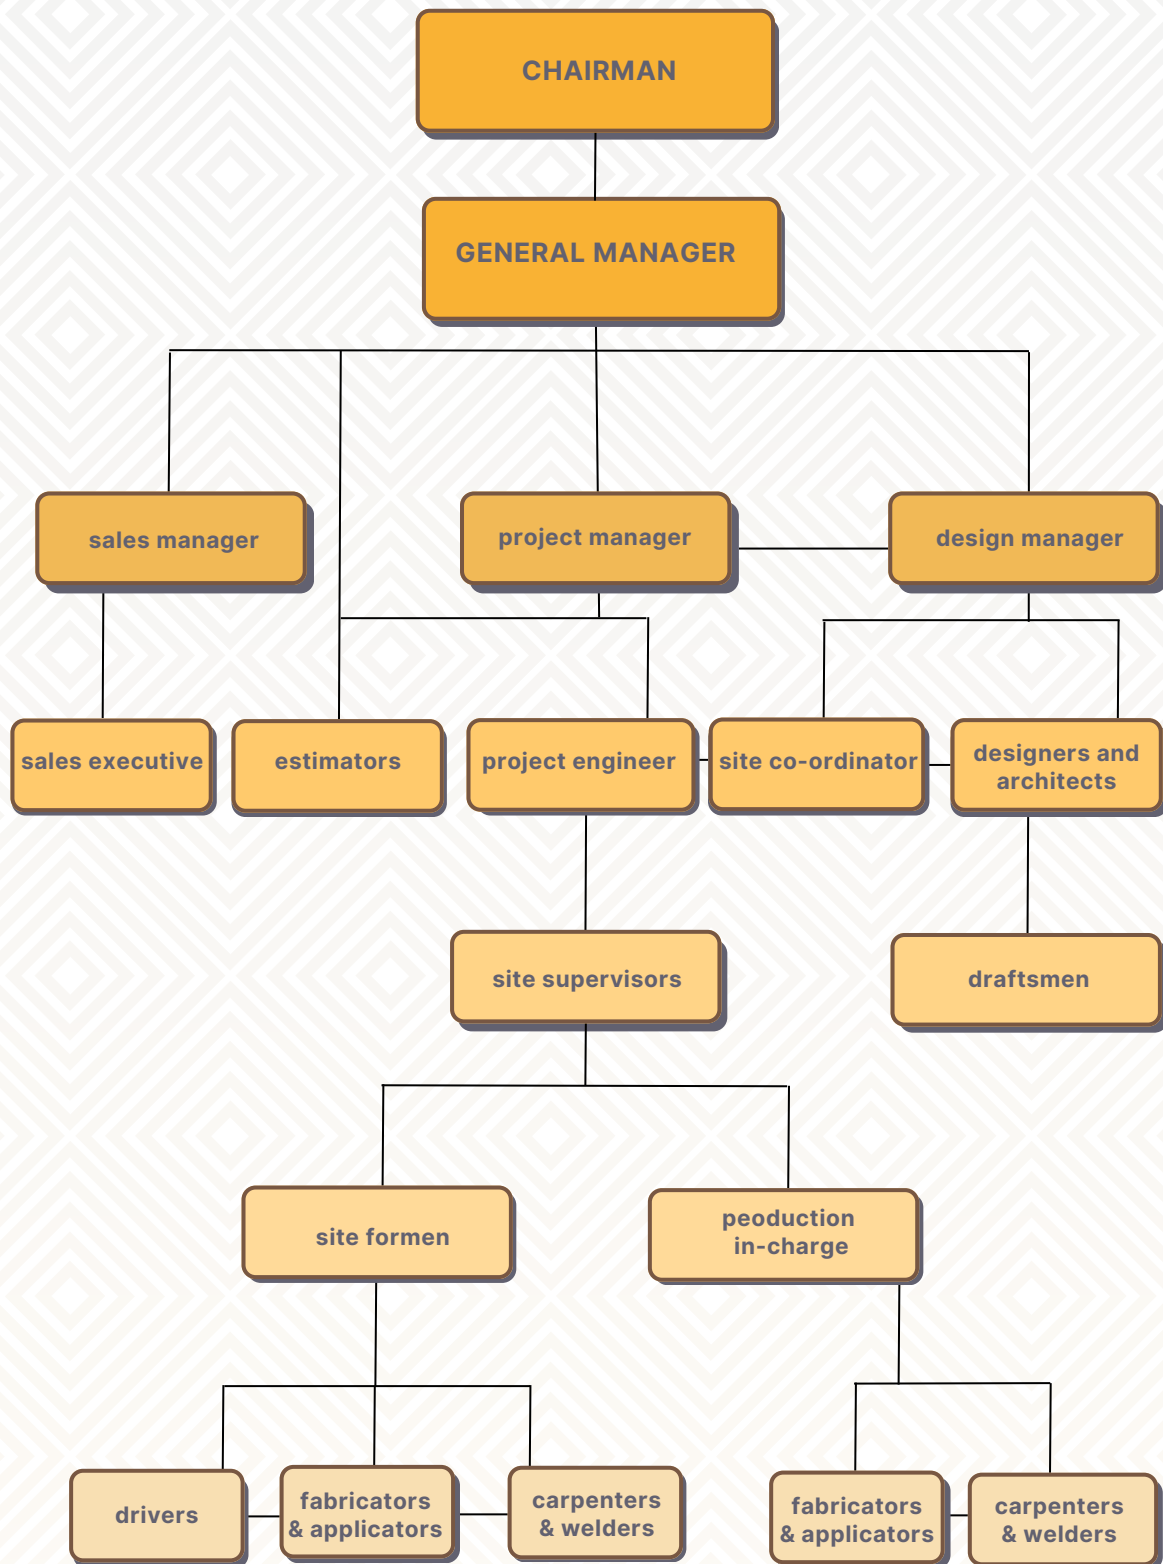 CHAIRMAN
GENERAL MANAGER
sales manager
project manager
design manager
sales executive
estimators
project engineer
site co-ordinator
designers and
architects
site supervisors
draftsmen
site formen
peoduction
in-charge
drivers
fabricators
& applicators
carpenters
& welders
fabricators
& applicators
carpenters
& welders